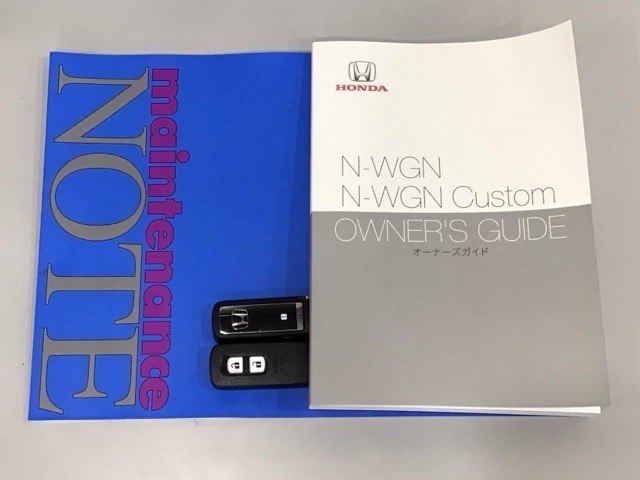 maintenance
NOTE
HONDA
N-WGN
N-WGN Custom
OWNER'S GUIDE
オーナーズガイド